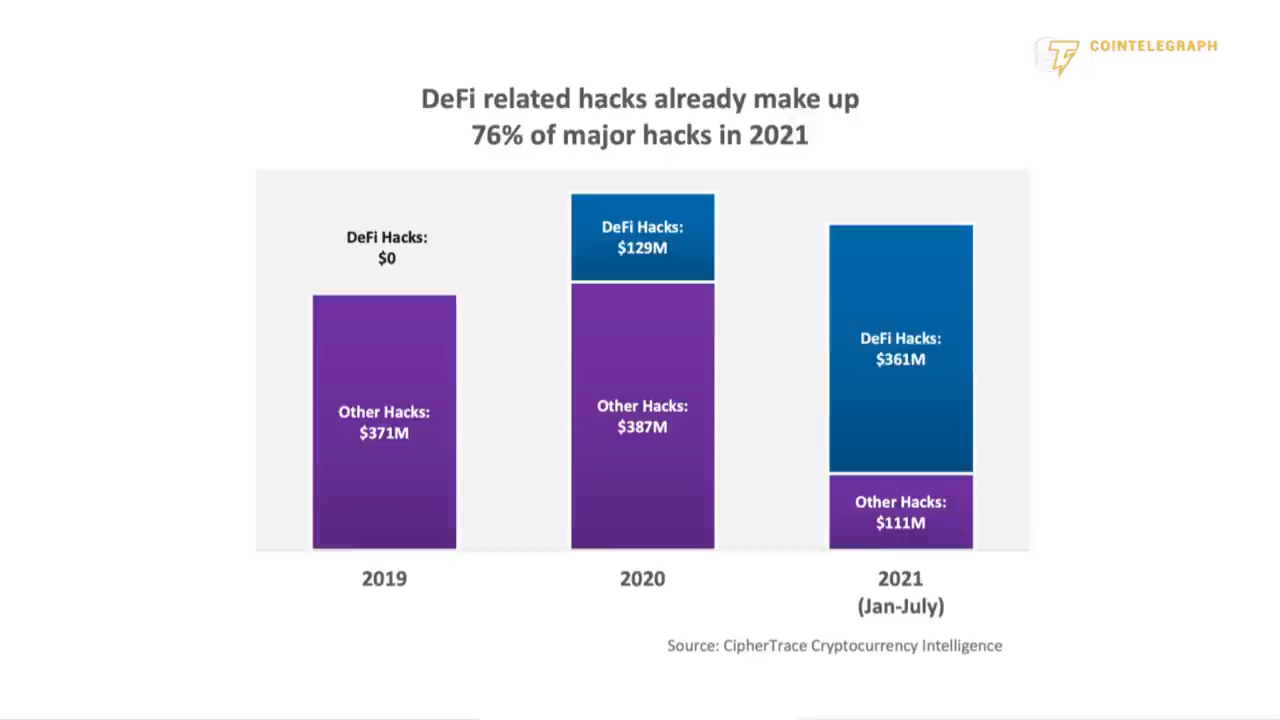 COINTELEGRAPH
DeFi related hacks already make up
76% of major hacks in 2021
DeFi Hacks:
$0
Other Hacks:
$371M
DeFi Hacks:
$129M
Other Hacks:
$387M
DeFi Hacks:
$361M
Other Hacks:
$111M
2019
2020
2021
(Jan-July)
Source: CipherTrace Cryptocurrency Intelligence